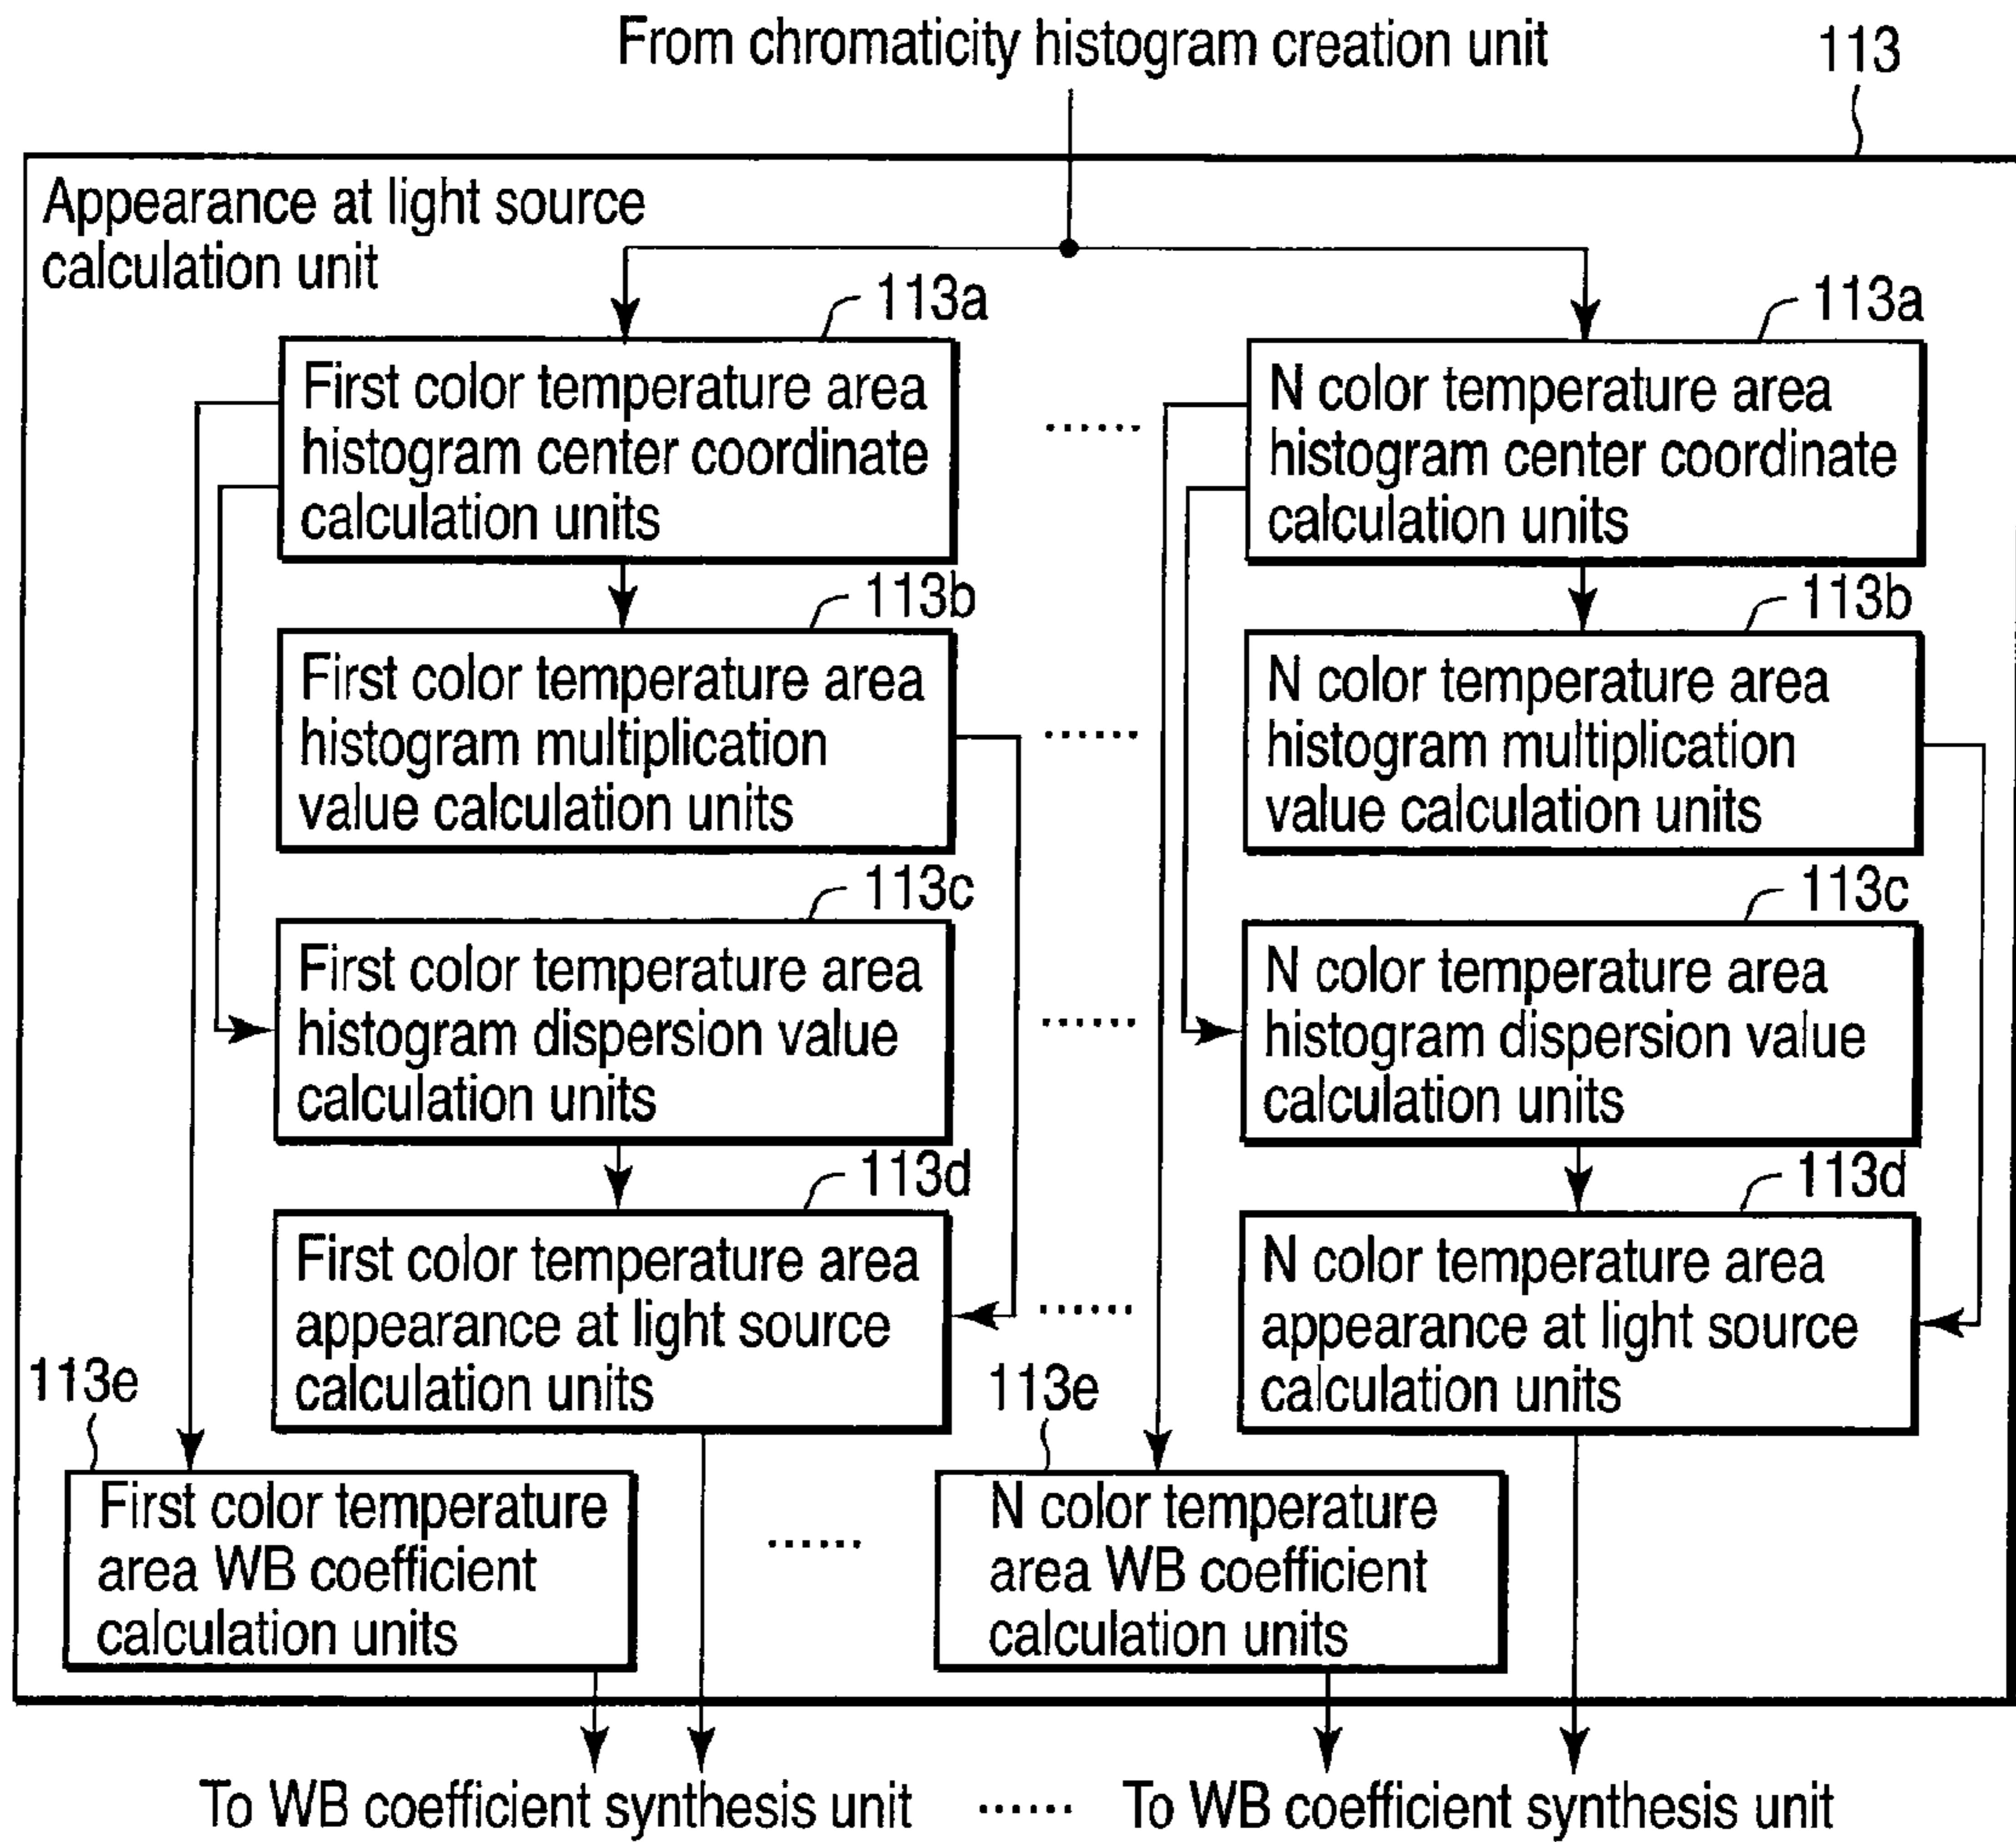 From chromaticity histogram creation unit
113
Appearance at light source
calculation unit
113a
First color temperature area
histogram center coordinate
calculation units
......
113a
N color temperature area
histogram center coordinate
calculation units
113b
First color temperature area
histogram multiplication
value calculation units
......
113b
N color temperature area
histogram multiplication
value calculation units
113c
First color temperature area
histogram dispersion value
calculation units
......
113c
N color temperature area
histogram dispersion value
calculation units
113d
First color temperature area
appearance at light source
calculation units
......
113d
N color temperature area
appearance at light source
calculation units
113e
First color temperature
area WB coefficient
calculation units
......
113e
N color temperature
area WB coefficient
calculation units
To WB coefficient synthesis unit ...... To WB coefficient synthesis unit